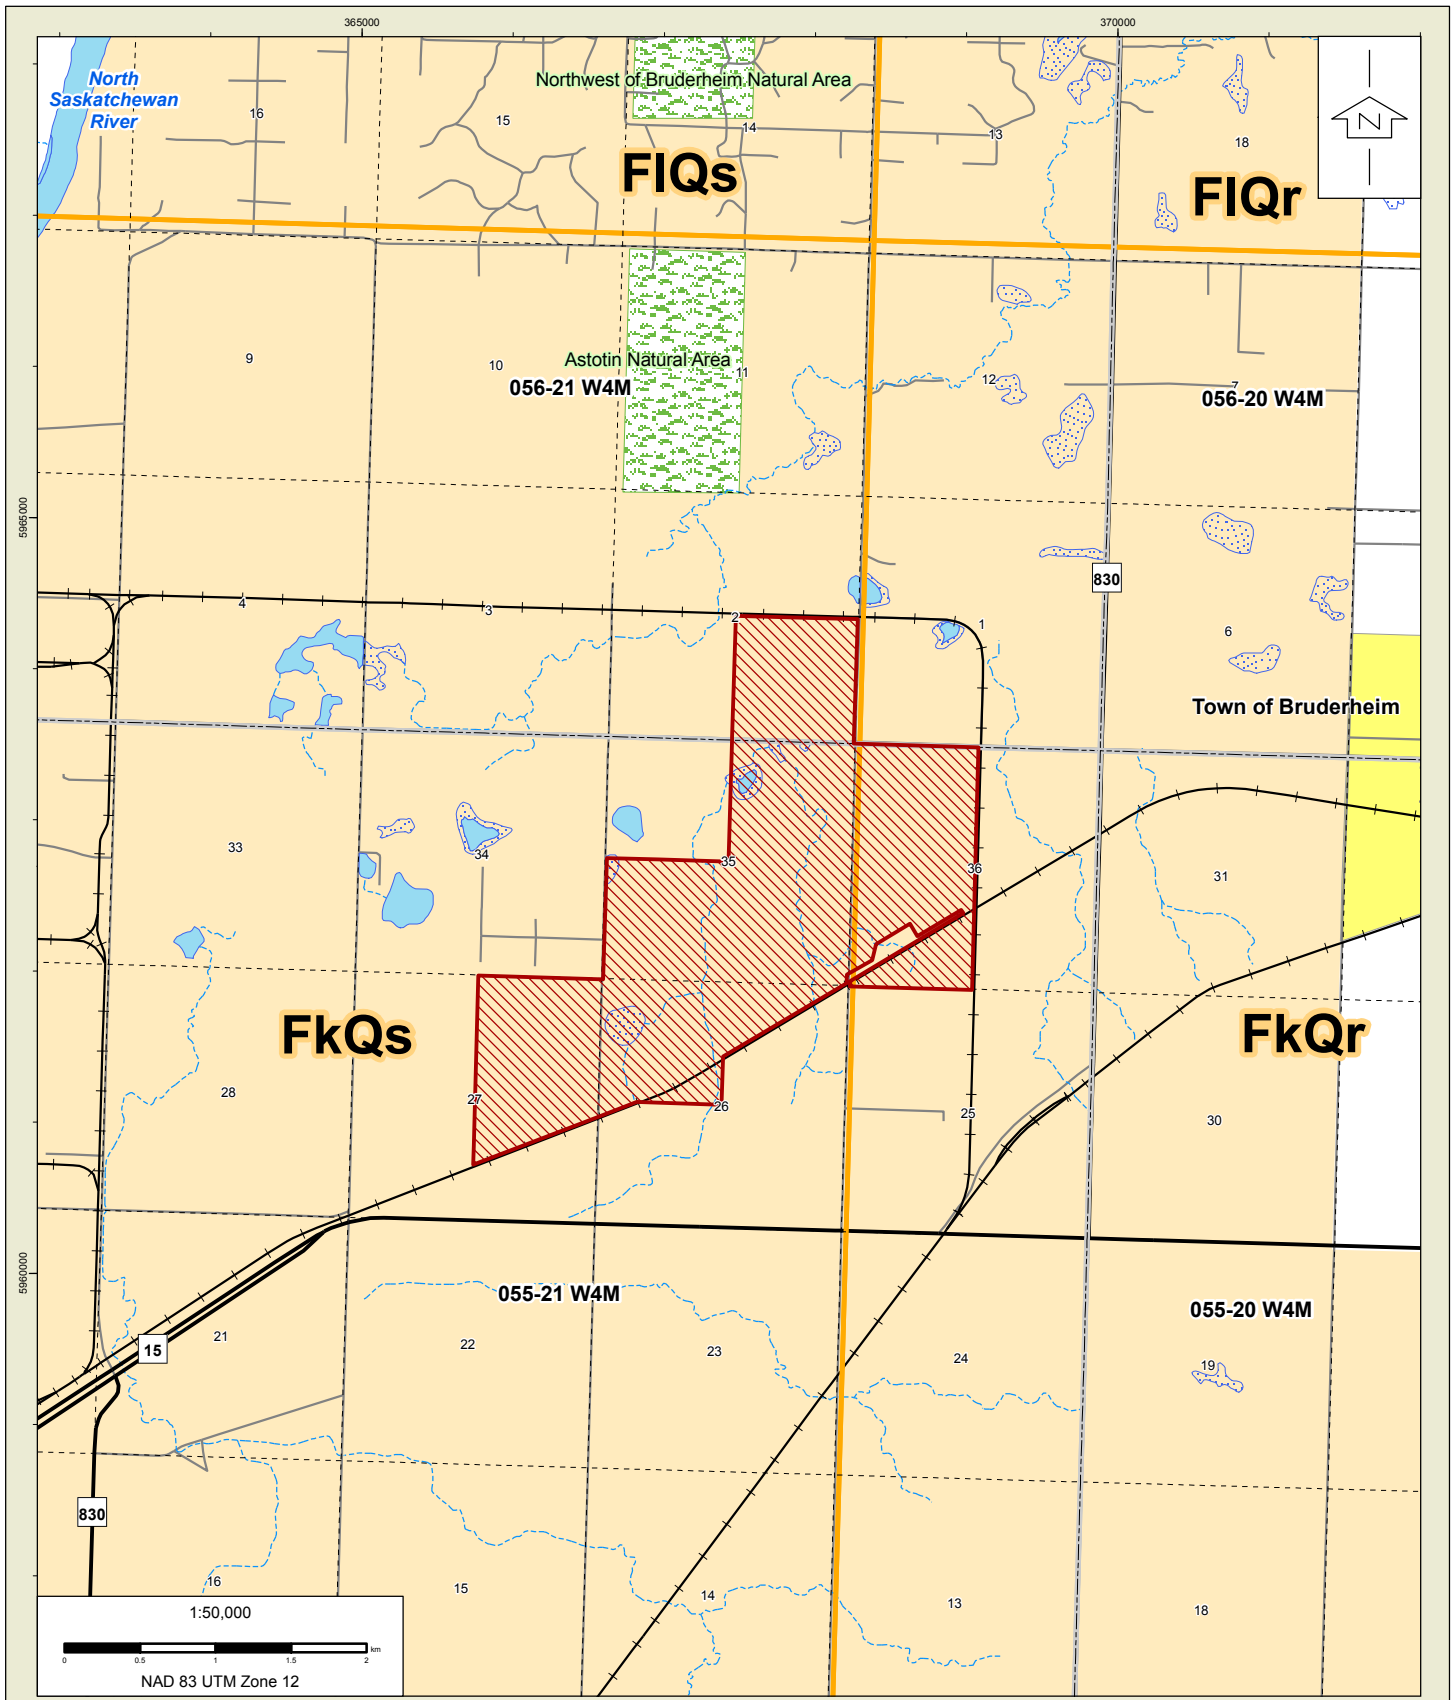 365000
370000
North
Saskatchewan
River
Northwest of Bruderheim Natural Area
16
15
14
13
18
N
FlQs
FlQr
9
10
Astotin Natural Area
11
12
7
056-21 W4M
056-20 W4M
5965000
830
4
3
2
1
6
Town of Bruderheim
33
34
35
36
31
FkQs
FkQr
28
27
26
25
30
5960000
055-21 W4M
055-20 W4M
15
21
22
23
24
19
830
16
15
14
13
18
1:50,000
km
0
0.5
1
1.5
2
NAD 83 UTM Zone 12